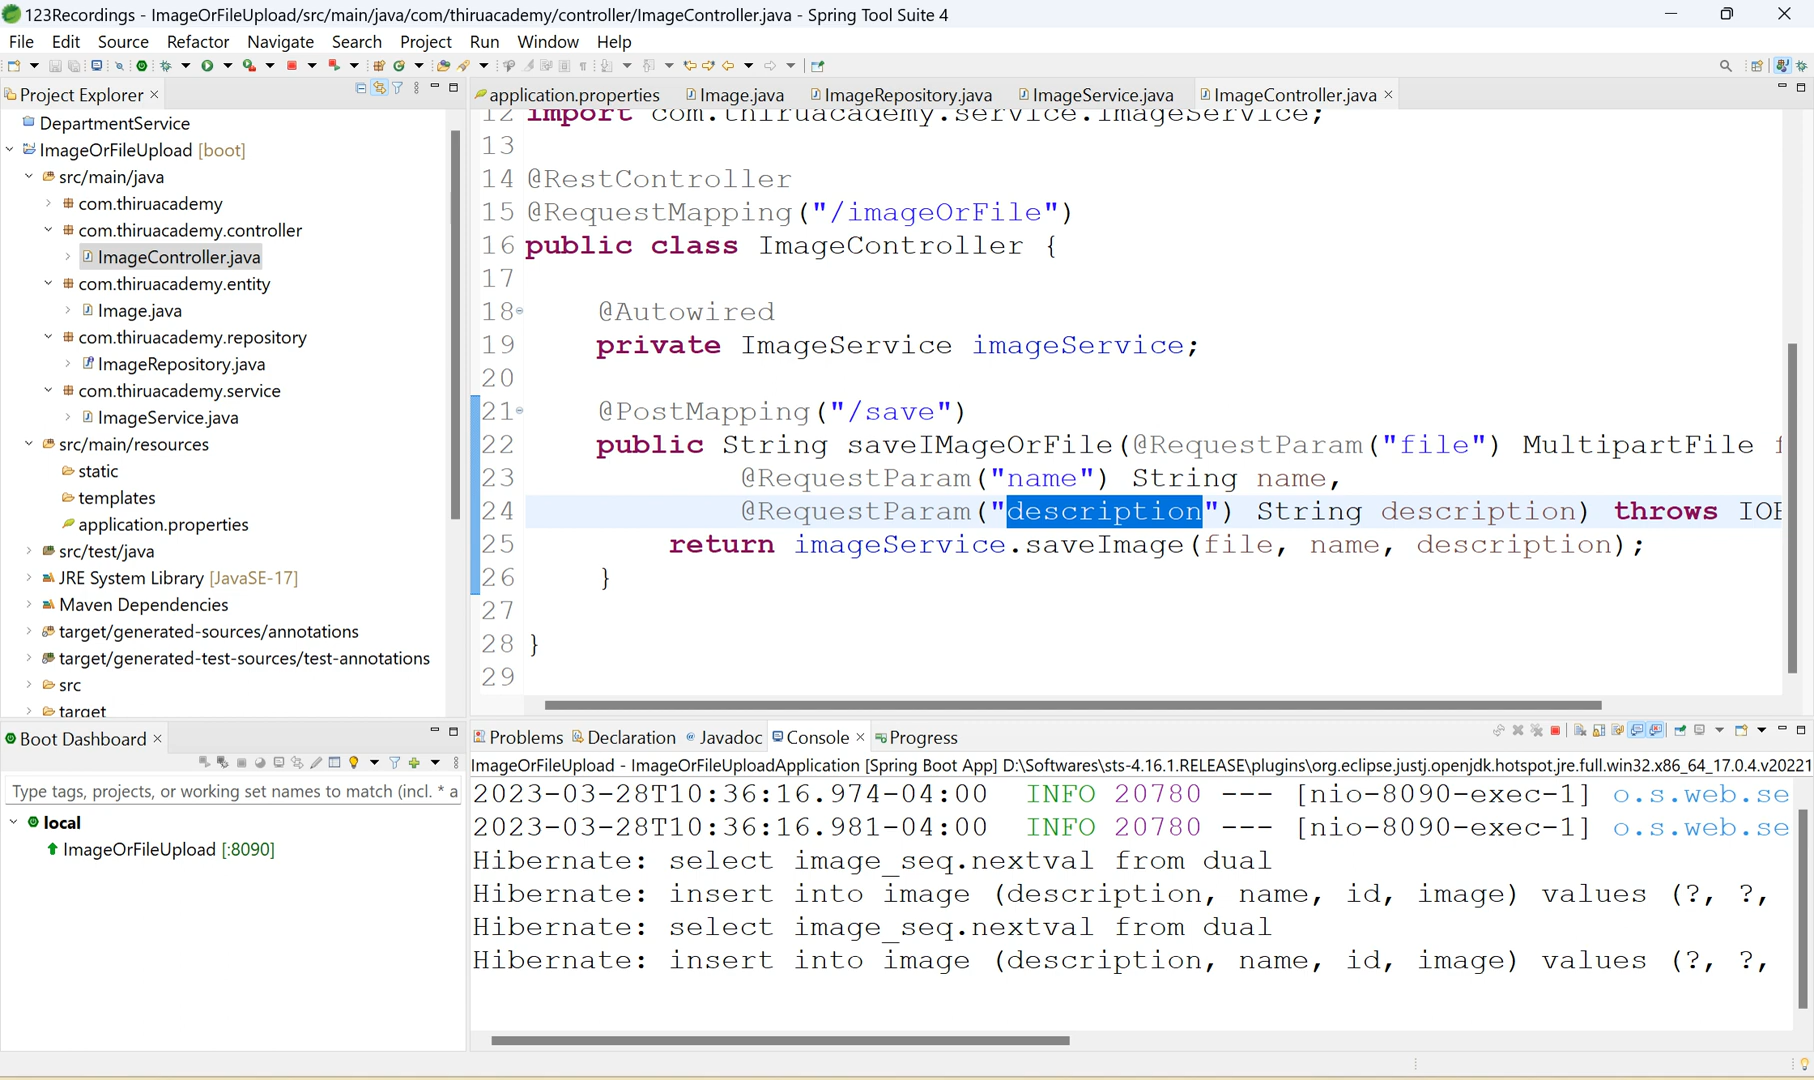 123Recordings - ImageOrFileUpload/src/main/java/com/thiruacademy/controller/ImageController.java - Spring Tool Suite 4
File Edit Source Refactor Navigate Search Project Run Window Help
Project Explorer
DepartmentService
ImageOrFileUpload [boot]
src/main/java
com.thiruacademy
com.thiruacademy.controller
ImageController.java
com.thiruacademy.entity
Image.java
com.thiruacademy.repository
ImageRepository.java
com.thiruacademy.service
ImageService.java
src/main/resources
static
templates
application.properties
src/test/java
JRE System Library [JavaSE-17]
Maven Dependencies
target/generated-sources/annotations
target/generated-test-sources/test-annotations
src
target
application.properties Image.java ImageRepository.java ImageService.java ImageController.java
12 import com.thiruacademy.service.ImageService;
13
14 @RestController
15 @RequestMapping("/imageOrFile")
16 public class ImageController {
17
18 @Autowired
19 private ImageService imageService;
20
21 @PostMapping("/save")
22 public String saveIMageOrFile(@RequestParam("file") MultipartFile f
23 @RequestParam("name") String name,
24 @RequestParam("description") String description) throws IOE
25 return imageService.saveImage(file, name, description);
26 }
27
28 }
29
Boot Dashboard
Type tags, projects, or working set names to match (incl. * a
local
ImageOrFileUpload [:8090]
Problems Declaration Javadoc Console Progress
ImageOrFileUpload - ImageOrFileUploadApplication [Spring Boot App] D:\Softwares\sts-4.16.1.RELEASE\plugins\org.eclipse.justj.openjdk.hotspot.jre.full.win32.x86_64_17.0.4.v20221
2023-03-28T10:36:16.974-04:00 INFO 20780 --- [nio-8090-exec-1] o.s.web.se
2023-03-28T10:36:16.981-04:00 INFO 20780 --- [nio-8090-exec-1] o.s.web.se
Hibernate: select image_seq.nextval from dual
Hibernate: insert into image (description, name, id, image) values (?, ?,
Hibernate: select image_seq.nextval from dual
Hibernate: insert into image (description, name, id, image) values (?, ?,